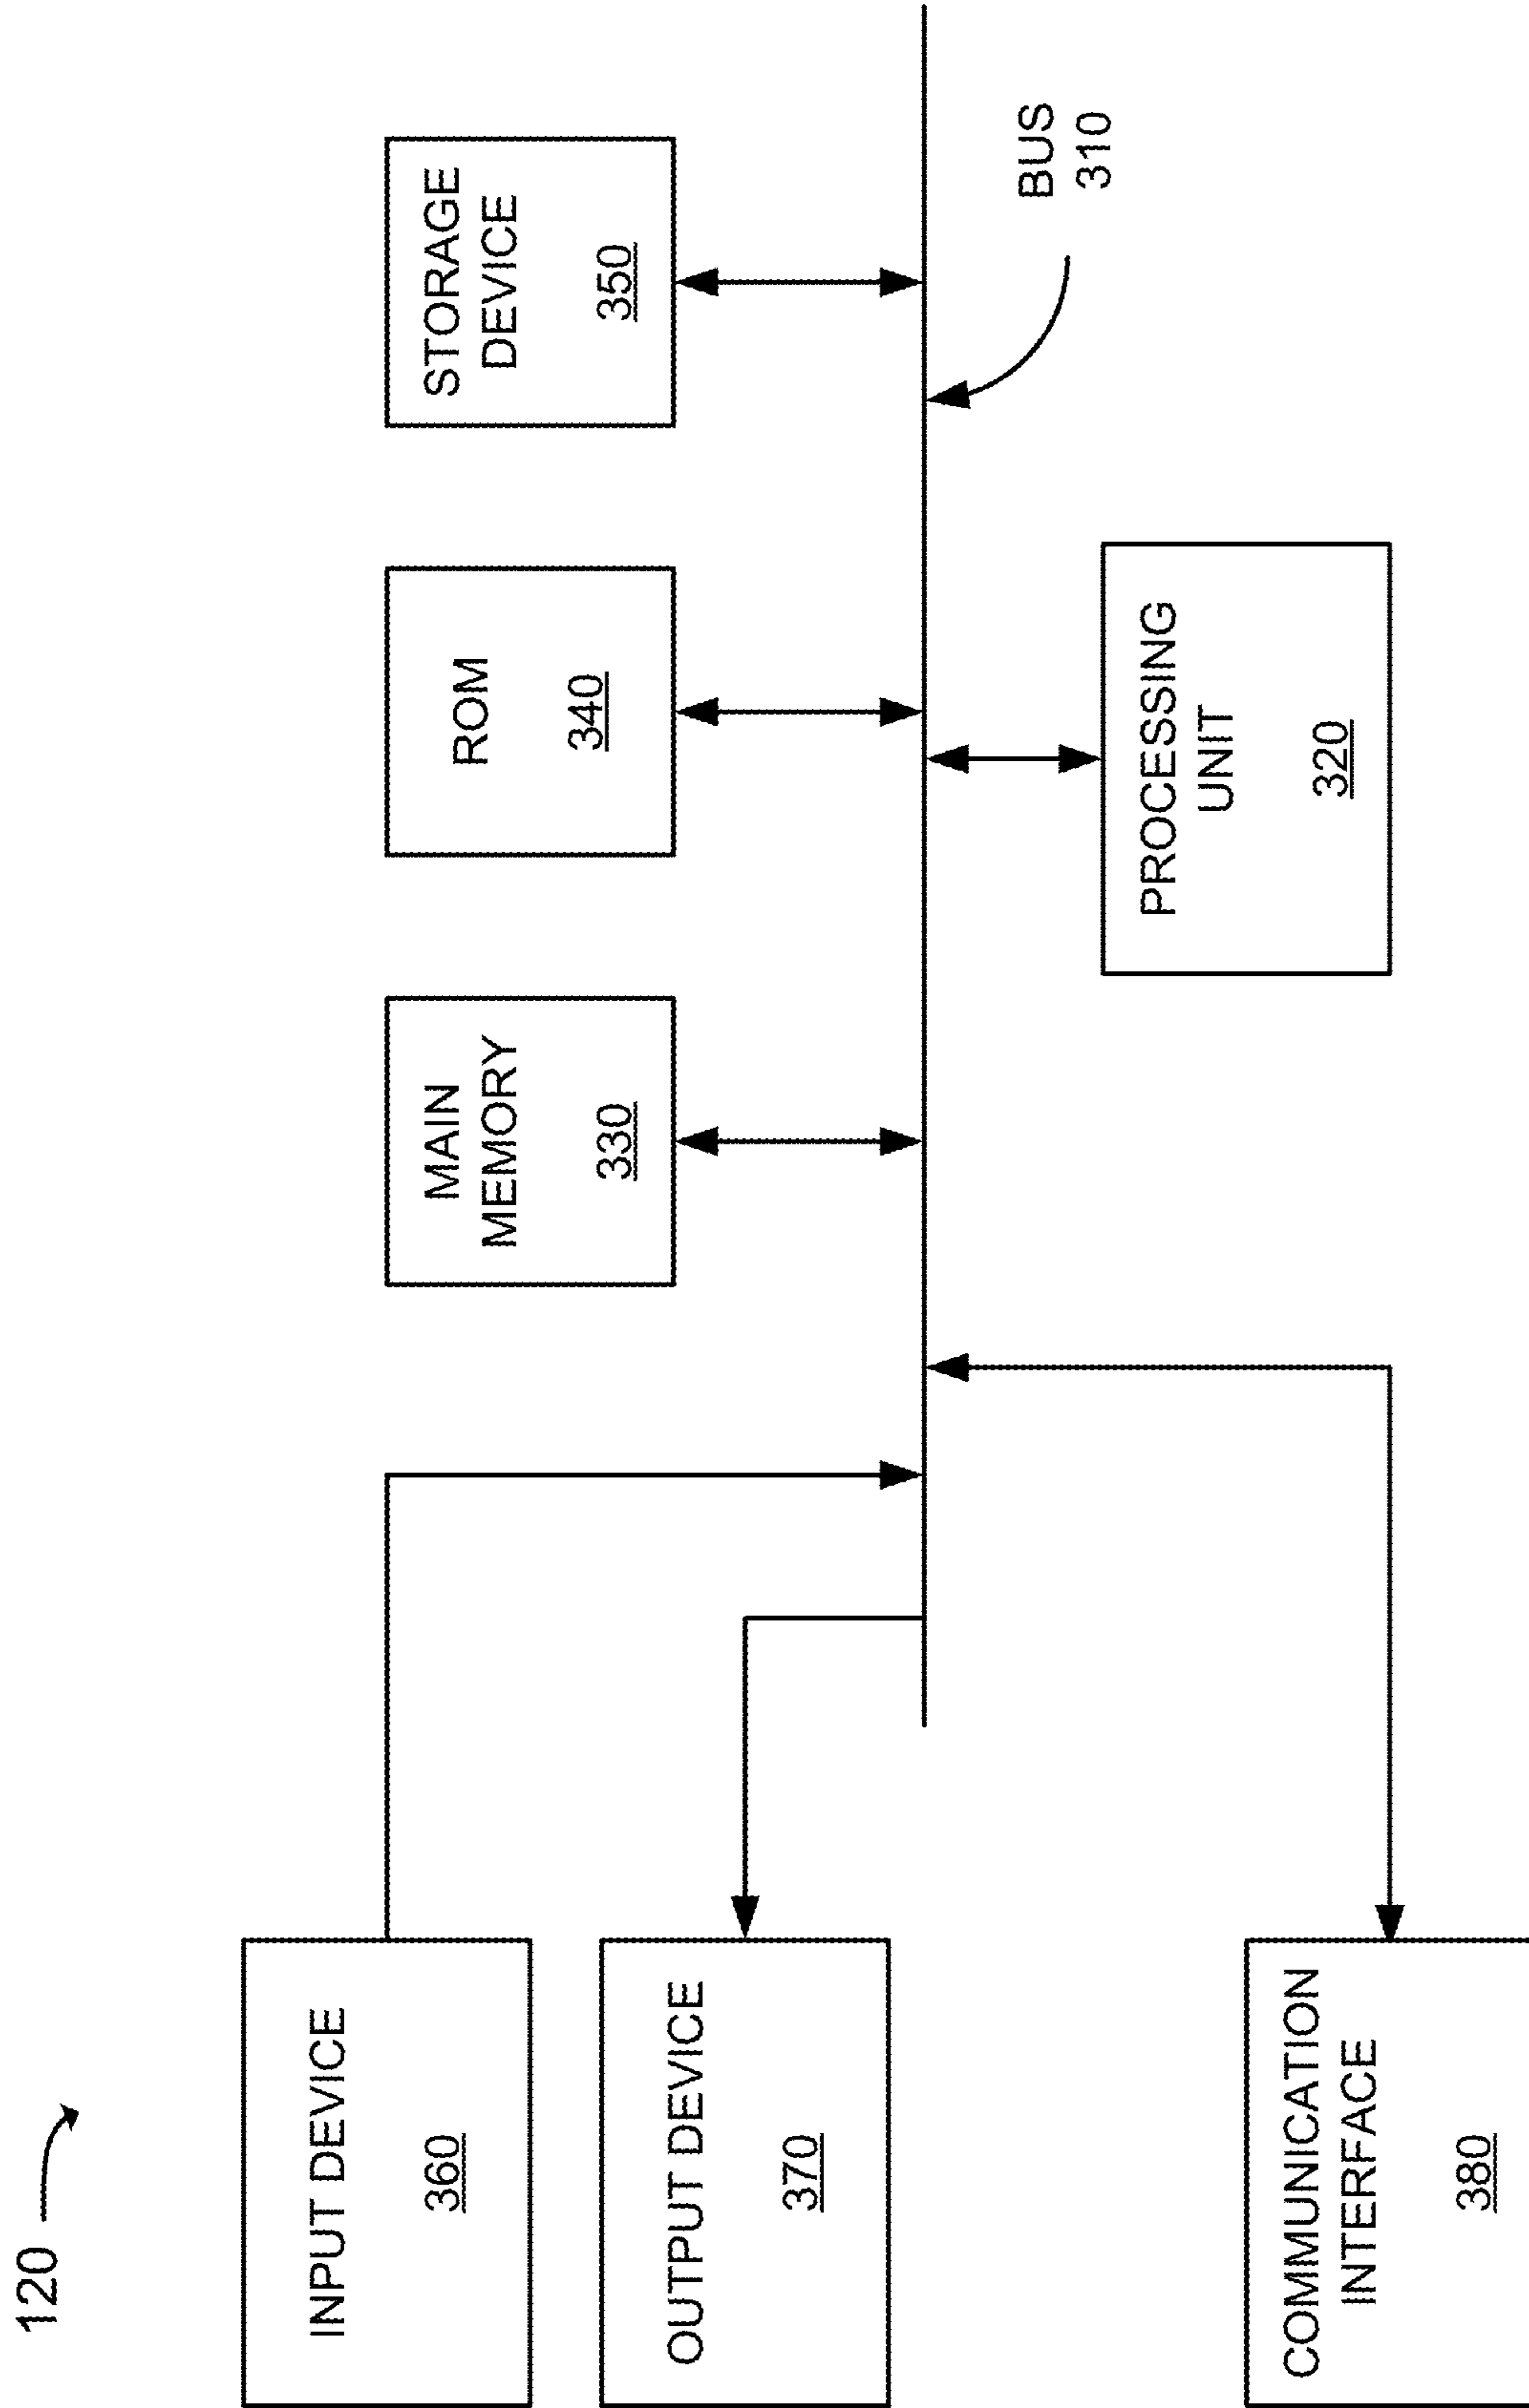 120
INPUT DEVICE
360
OUTPUT DEVICE
370
COMMUNICATION
INTERFACE
380
MAIN
MEMORY
330
ROM
340
STORAGE
DEVICE
350
PROCESSING
UNIT
320
BUS
310